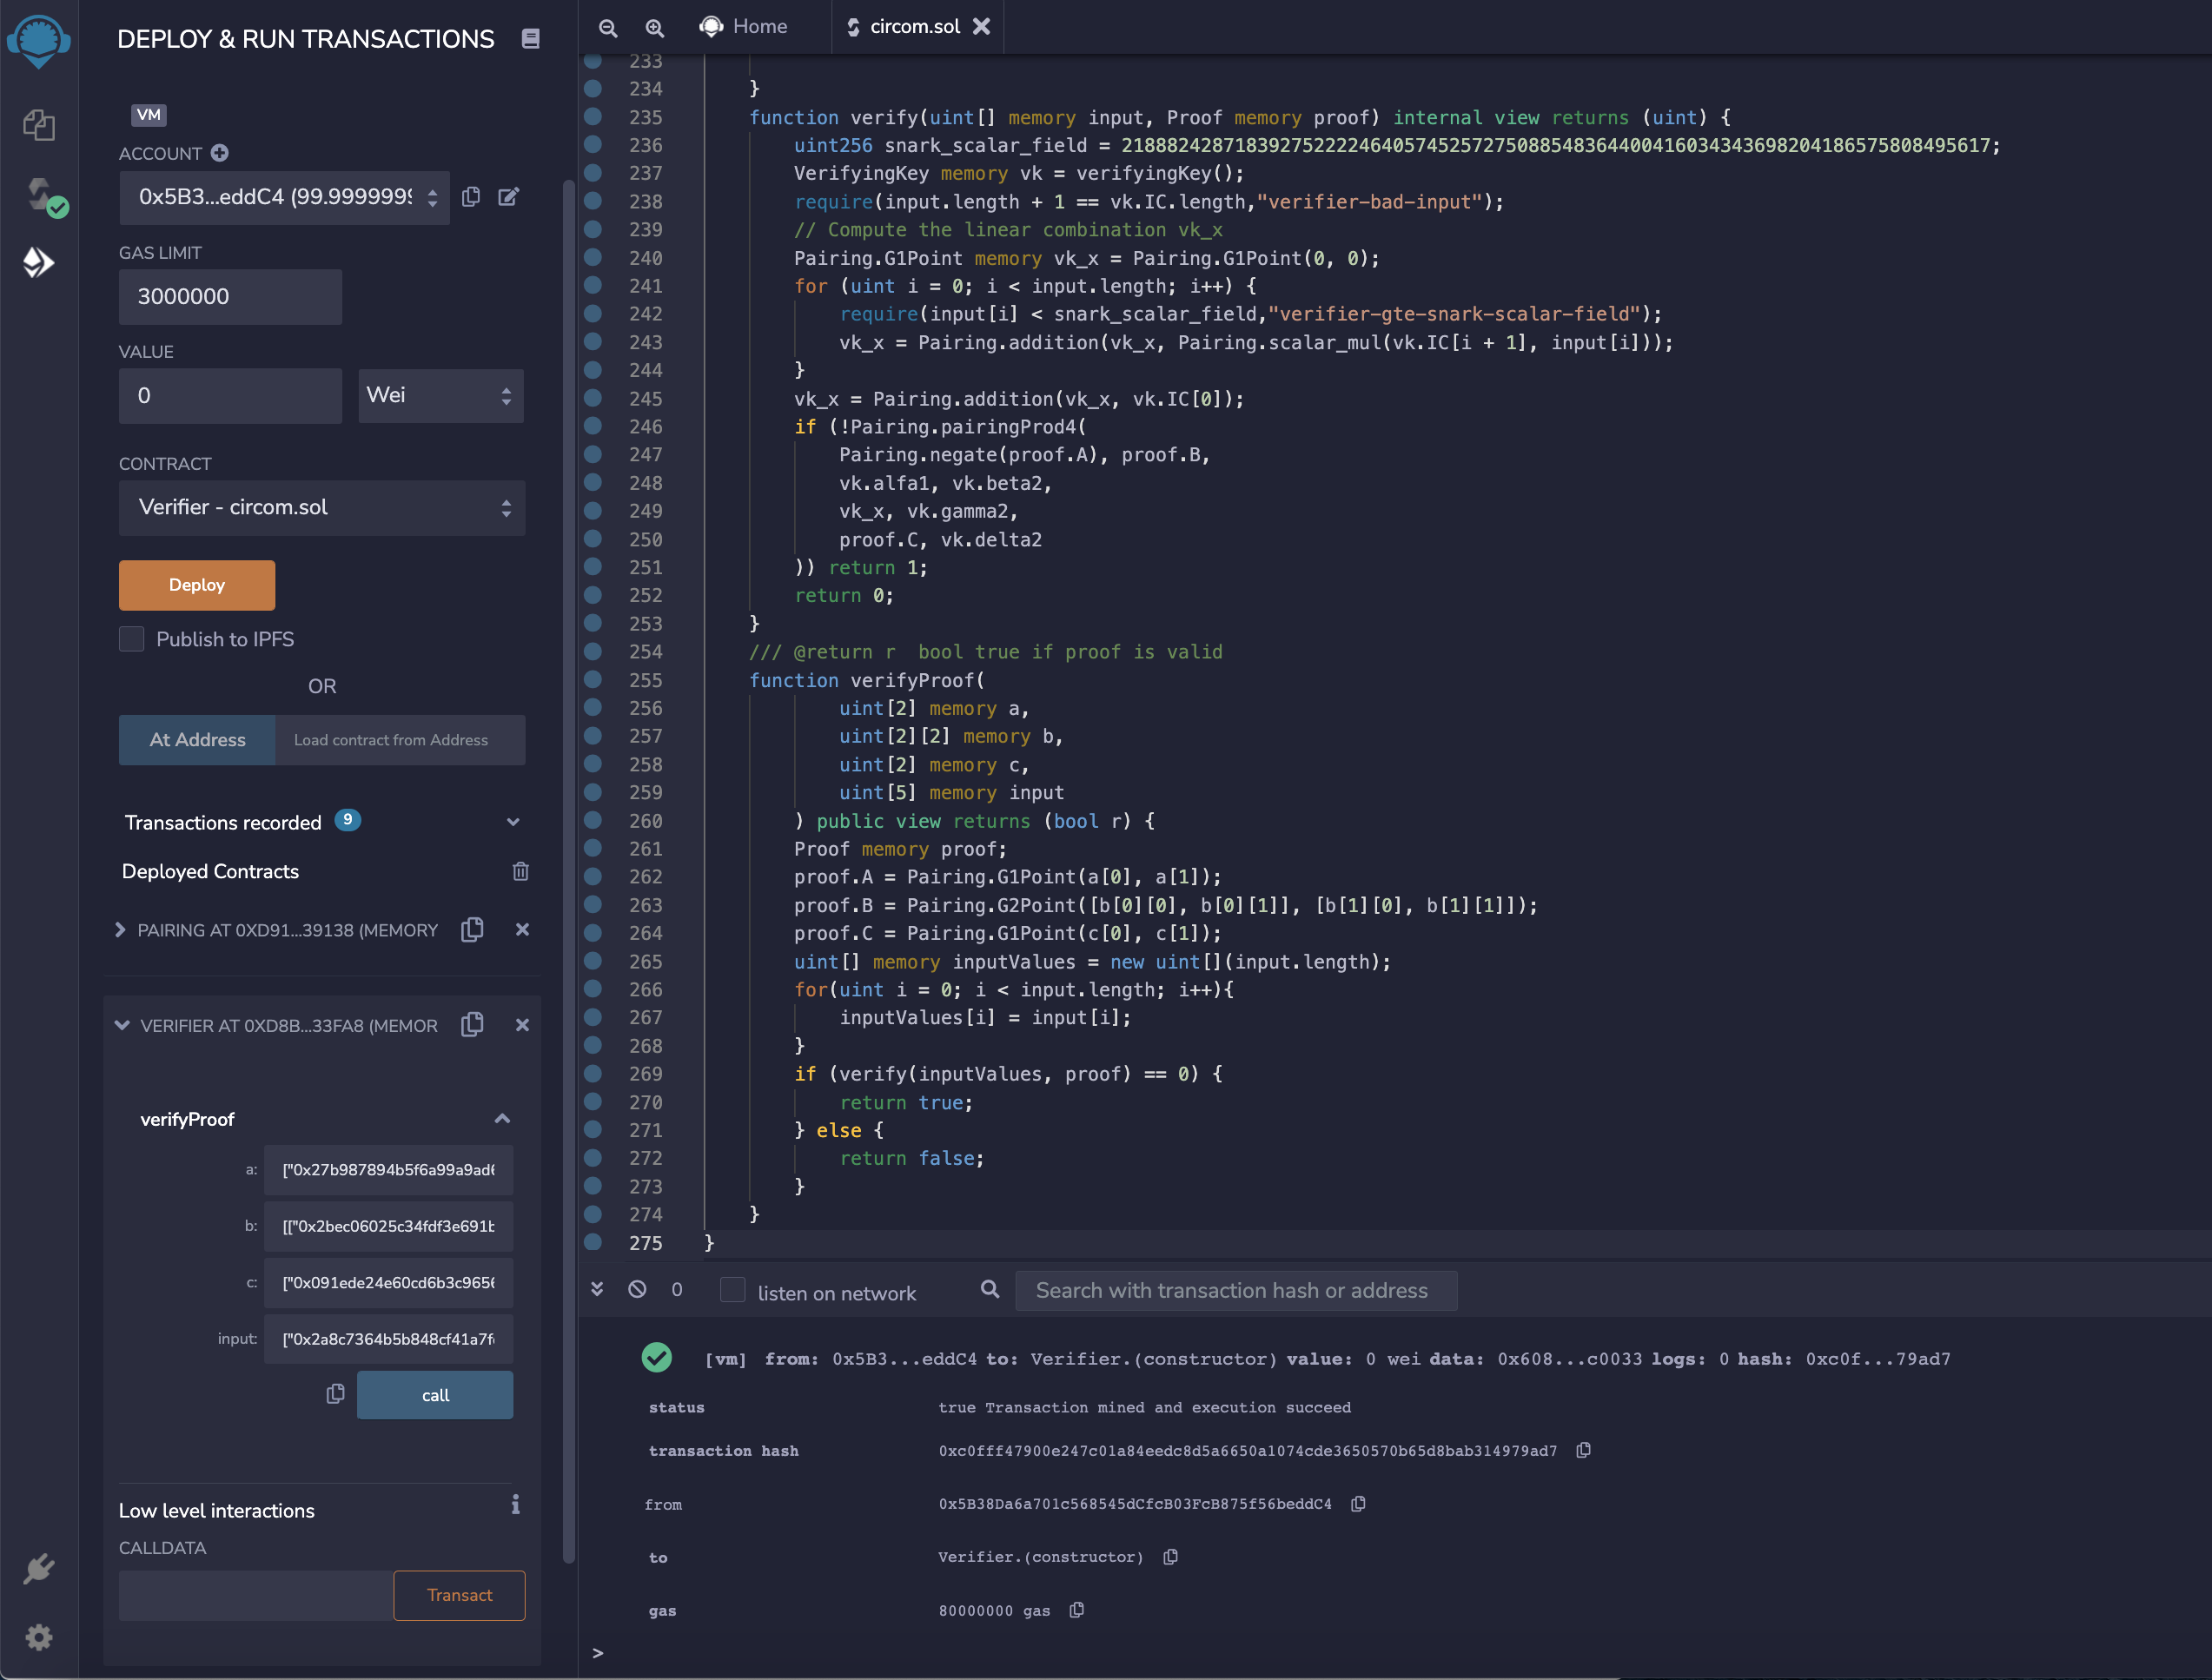 DEPLOY & RUN TRANSACTIONS
VM
ACCOUNT
0x5B3...eddC4 (99.9999999
GAS LIMIT
3000000
VALUE
0
Wei
CONTRACT
Verifier - circom.sol
Deploy
Publish to IPFS
OR
At Address
Load contract from Address
Transactions recorded 9
Deployed Contracts
PAIRING AT 0XD91...39138 (MEMORY
VERIFIER AT 0XD8B...33FA8 (MEMOR
verifyProof
a: ["0x27b987894b5f6a99a9ad6
b: [["0x2bec06025c34fdf3e691b
c: ["0x091ede24e60cd6b3c9656
input: ["0x2a8c7364b5b848cf41a7f
call
Low level interactions
CALLDATA
Transact
Home
circom.sol
233
234 }
235 function verify(uint[] memory input, Proof memory proof) internal view returns (uint) {
236 uint256 snark_scalar_field = 21888242871839275222246405745257275088548364400416034343698204186575808495617;
237 VerifyingKey memory vk = verifyingKey();
238 require(input.length + 1 == vk.IC.length,"verifier-bad-input");
239 // Compute the linear combination vk_x
240 Pairing.G1Point memory vk_x = Pairing.G1Point(0, 0);
241 for (uint i = 0; i < input.length; i++) {
242 require(input[i] < snark_scalar_field,"verifier-gte-snark-scalar-field");
243 vk_x = Pairing.addition(vk_x, Pairing.scalar_mul(vk.IC[i + 1], input[i]));
244 }
245 vk_x = Pairing.addition(vk_x, vk.IC[0]);
246 if (!Pairing.pairingProd4(
247 Pairing.negate(proof.A), proof.B,
248 vk.alfa1, vk.beta2,
249 vk_x, vk.gamma2,
250 proof.C, vk.delta2
251 )) return 1;
252 return 0;
253 }
254 /// @return r  bool true if proof is valid
255 function verifyProof(
256 uint[2] memory a,
257 uint[2][2] memory b,
258 uint[2] memory c,
259 uint[5] memory input
260 ) public view returns (bool r) {
261 Proof memory proof;
262 proof.A = Pairing.G1Point(a[0], a[1]);
263 proof.B = Pairing.G2Point([b[0][0], b[0][1]], [b[1][0], b[1][1]]);
264 proof.C = Pairing.G1Point(c[0], c[1]);
265 uint[] memory inputValues = new uint[](input.length);
266 for(uint i = 0; i < input.length; i++){
267 inputValues[i] = input[i];
268 }
269 if (verify(inputValues, proof) == 0) {
270 return true;
271 } else {
272 return false;
273 }
274 }
275 }
0
listen on network
Search with transaction hash or address
[vm] from: 0x5B3...eddC4 to: Verifier.(constructor) value: 0 wei data: 0x608...c0033 logs: 0 hash: 0xc0f...79ad7
status true Transaction mined and execution succeed
transaction hash 0xc0fff47900e247c01a84eedc8d5a6650a1074cde3650570b65d8bab314979ad7
from 0x5B38Da6a701c568545dCfcB03FcB875f56beddC4
to Verifier.(constructor)
gas 80000000 gas
>